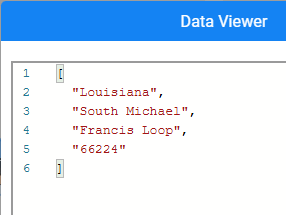 Data Viewer
1 [
2 "Louisiana",
3 "South Michael",
4 "Francis Loop",
5 "66224"
6 ]